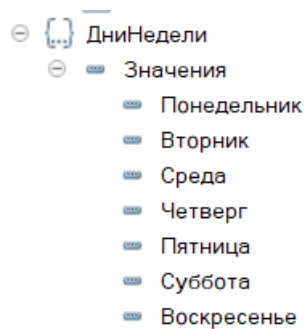 ДниНедели
Значения
Понедельник
Вторник
Среда
Четверг
Пятница
Суббота
Воскресенье